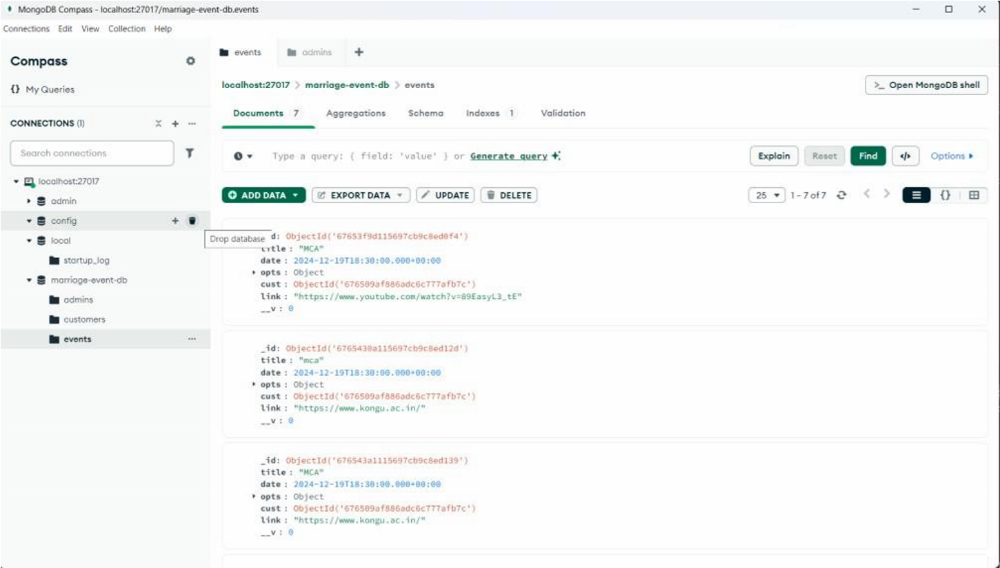 MongoDB Compass - localhost:27017/marriage-event-db.events
Connections Edit View Collection Help
Compass
{} My Queries
CONNECTIONS (1)
Search connections
localhost:27017
admin
config
local
startup_log
marriage-event-db
admins
customers
events
Drop database
events admins
localhost:27017 > marriage-event-db > events
>_ Open MongoDB shell
Documents 7 Aggregations Schema Indexes 1 Validation
Type a query: { field: 'value' } or Generate query
Explain Reset Find </> Options
ADD DATA EXPORT DATA UPDATE DELETE
25 1 - 7 of 7 {}
d: ObjectId('67653f9d115697cb9c8ed0f4')
title : "MCA"
date : 2024-12-19T18:30:00.000+00:00
opts : Object
cust : ObjectId('676509af886adc6c777afb7c')
link : "https://www.youtube.com/watch?v=89EasyL3_tE"
__v : 0
_id: ObjectId('6765430a115697cb9c8ed12d')
title : "mca"
date : 2024-12-19T18:30:00.000+00:00
opts : Object
cust : ObjectId('676509af886adc6c777afb7c')
link : "https://www.kongu.ac.in/"
__v : 0
_id: ObjectId('676543a1115697cb9c8ed139')
title : "MCA"
date : 2024-12-19T18:30:00.000+00:00
opts : Object
cust : ObjectId('676509af886adc6c777afb7c')
link : "https://www.kongu.ac.in/"
__v : 0